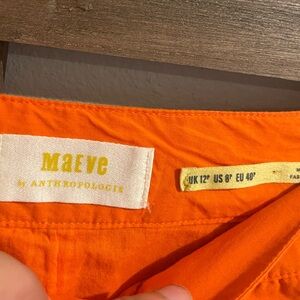 MAEVE
by ANTHROPOLOGIE
UK 12' US 8' EU 40'